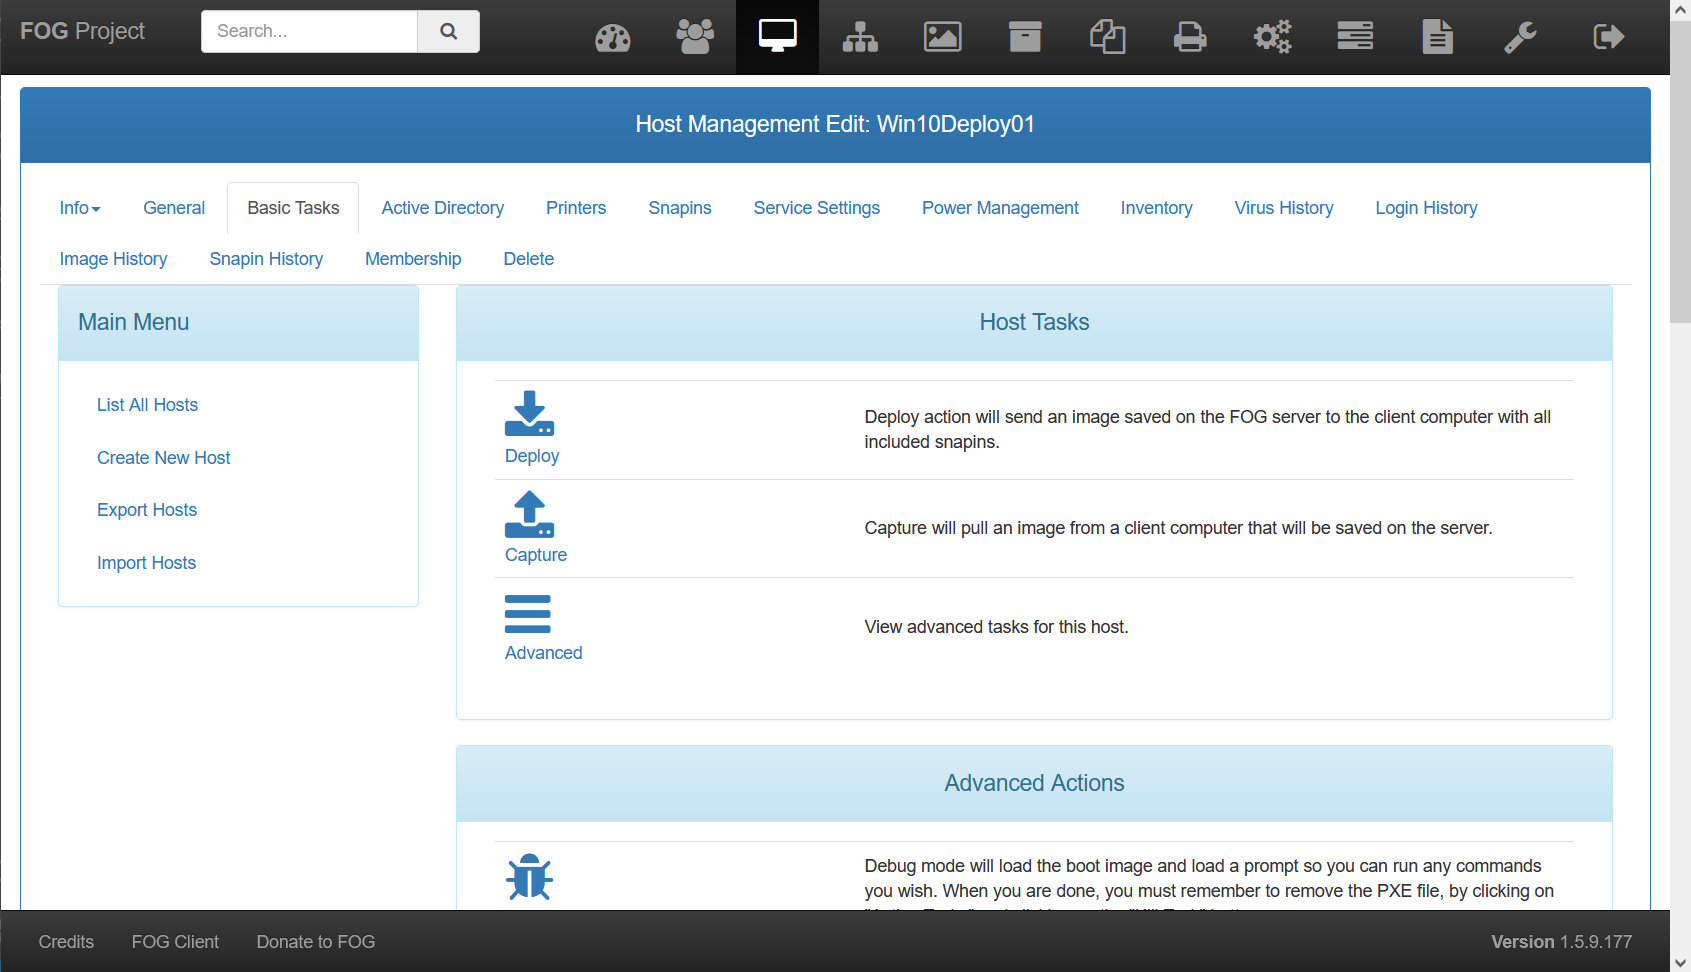 FOG Project
Search...
Host Management Edit: Win10Deploy01
Info General Basic Tasks Active Directory Printers Snapins Service Settings Power Management Inventory Virus History Login History
Image History Snapin History Membership Delete
Main Menu
List All Hosts
Create New Host
Export Hosts
Import Hosts
Host Tasks
Deploy
Deploy action will send an image saved on the FOG server to the client computer with all
included snapins.
Capture
Capture will pull an image from a client computer that will be saved on the server.
Advanced
View advanced tasks for this host.
Advanced Actions
Debug mode will load the boot image and load a prompt so you can run any commands
you wish. When you are done, you must remember to remove the PXE file, by clicking on
Credits FOG Client Donate to FOG
Version 1.5.9.177